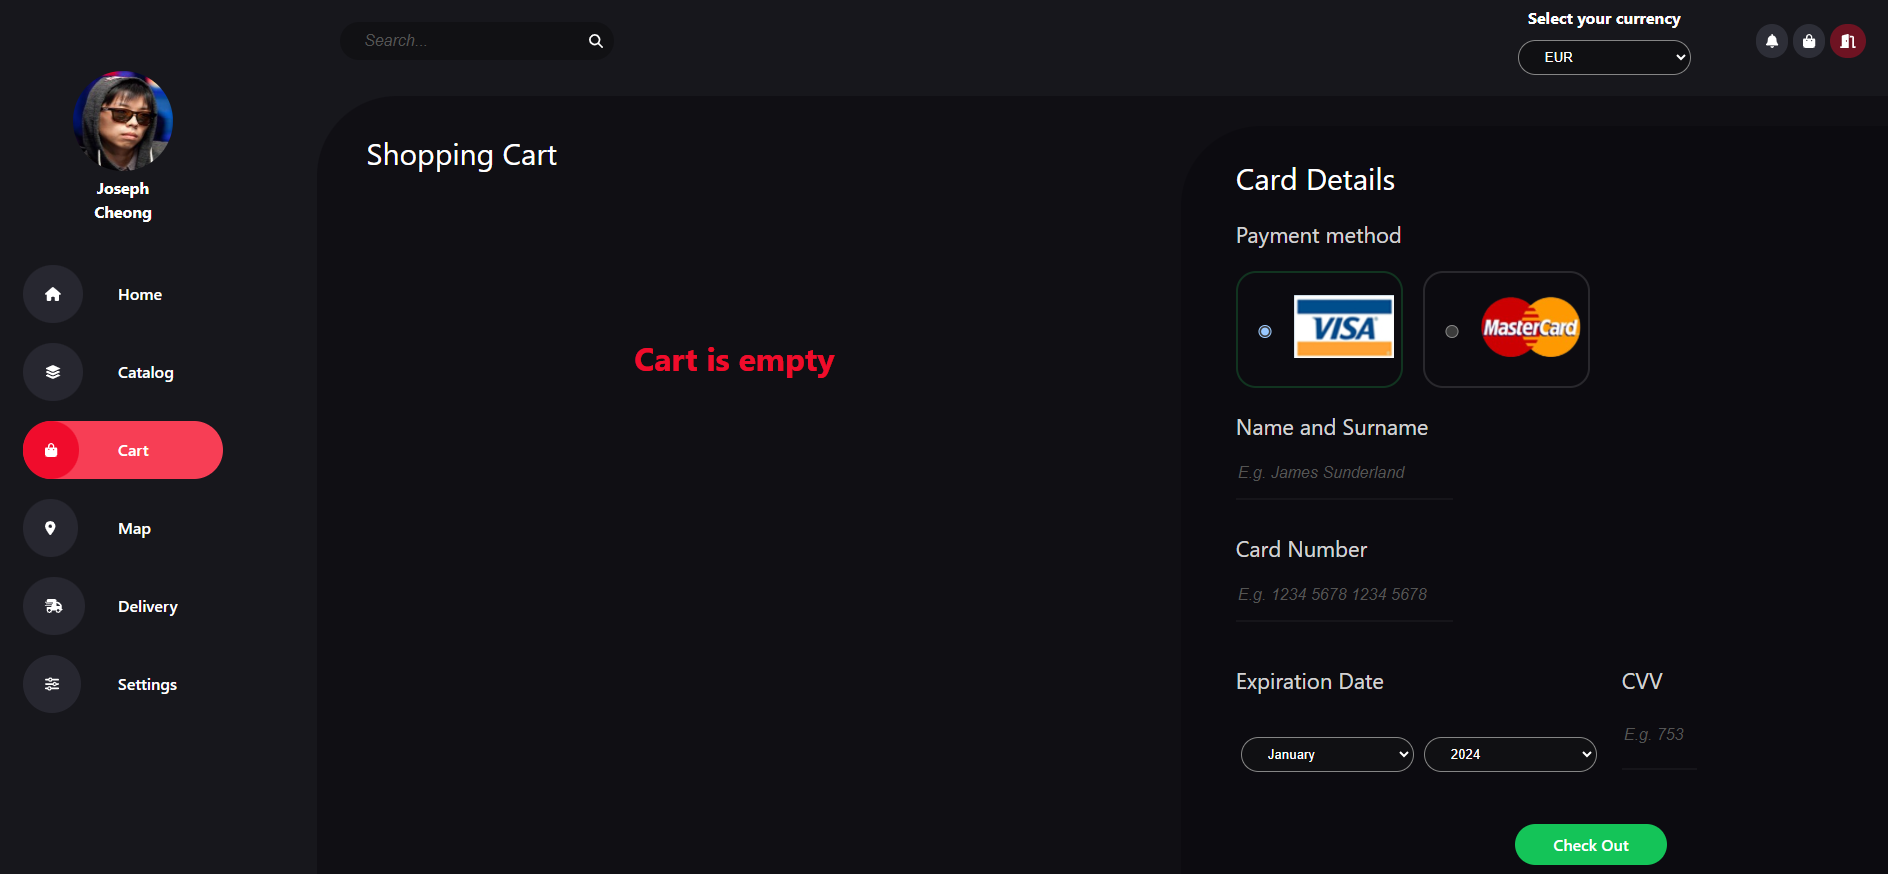 Search...
Select your currency
EUR
Joseph
Cheong
Home
Catalog
Cart
Map
Delivery
Settings
Shopping Cart
Cart is empty
Card Details
Payment method
VISA
MasterCard
Name and Surname
E.g. James Sunderland
Card Number
E.g. 1234 5678 1234 5678
Expiration Date
CVV
January
2024
E.g. 753
Check Out